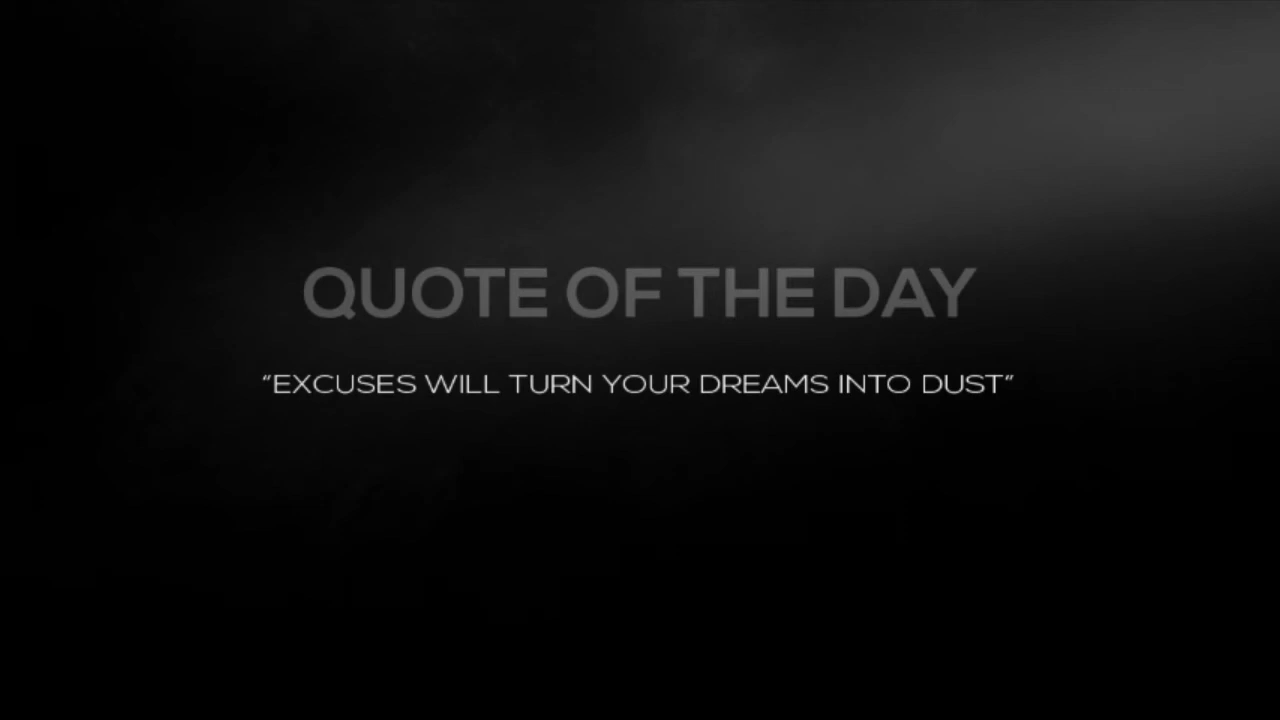 QUOTE OF THE DAY
“EXCUSES WILL TURN YOUR DREAMS INTO DUST”